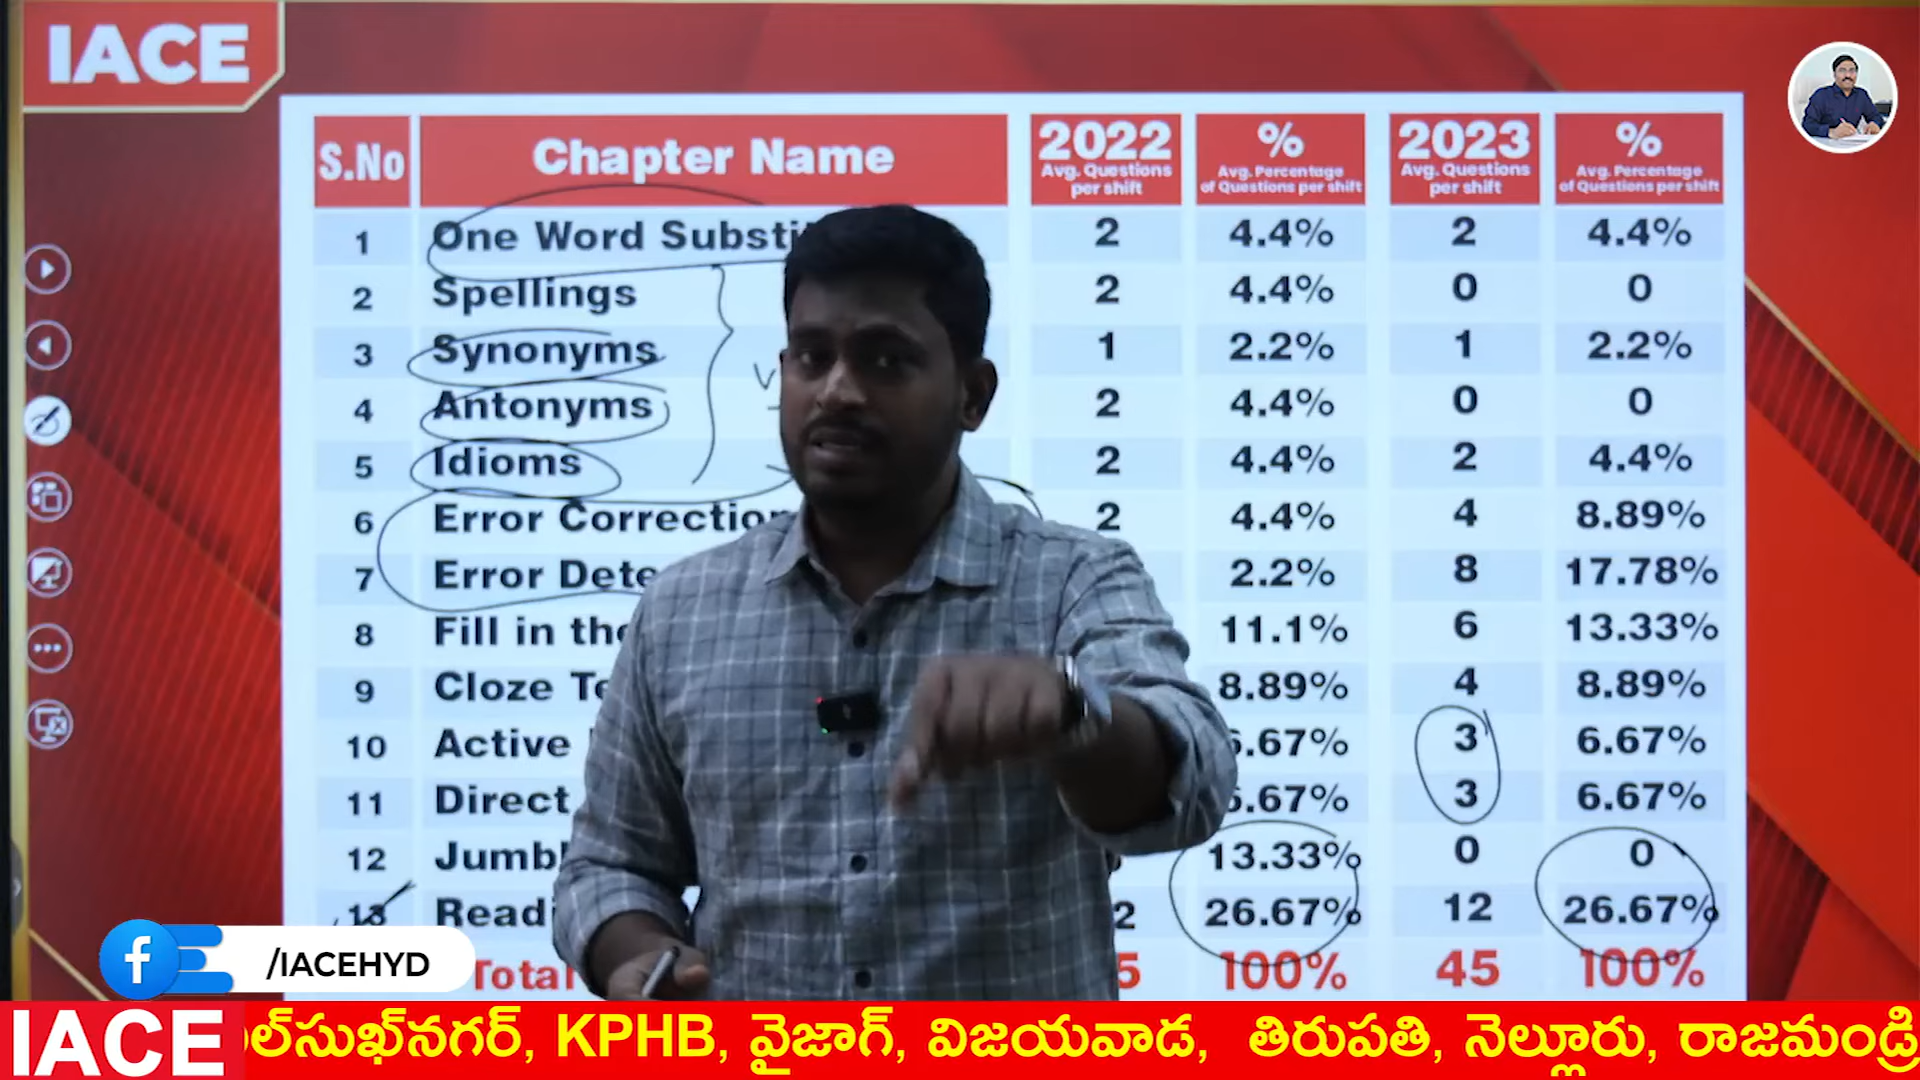 IACE
S.No Chapter Name 2022 Avg. Questions per shift % Avg. Percentage of Questions per shift 2023 Avg. Questions per shift % Avg. Percentage of Questions per shift
1 One Word 2 4.4% 2 4.4%
2 Spellings 2 4.4% 0 0
3 Synonyms 1 2.2% 1 2.2%
4 Antonyms 2 4.4% 0 0
5 Idioms 2 4.4% 2 4.4%
6 Error Correction 2 4.4% 4 8.89%
7 Error 2.2% 8 17.78%
8 Fill in the 11.1% 6 13.33%
9 Cloze 8.89% 4 8.89%
10 Active 6.67% 3 6.67%
11 Direct 6.67% 3 6.67%
12 13.33% 0 0
13 26.67% 12 26.67%
Total 100% 45 100%
/IACEHYD
IACE KPHB, వైజాగ్, విజయవాడ, తిరుపతి, నెల్లూరు, రాజమండ్రి